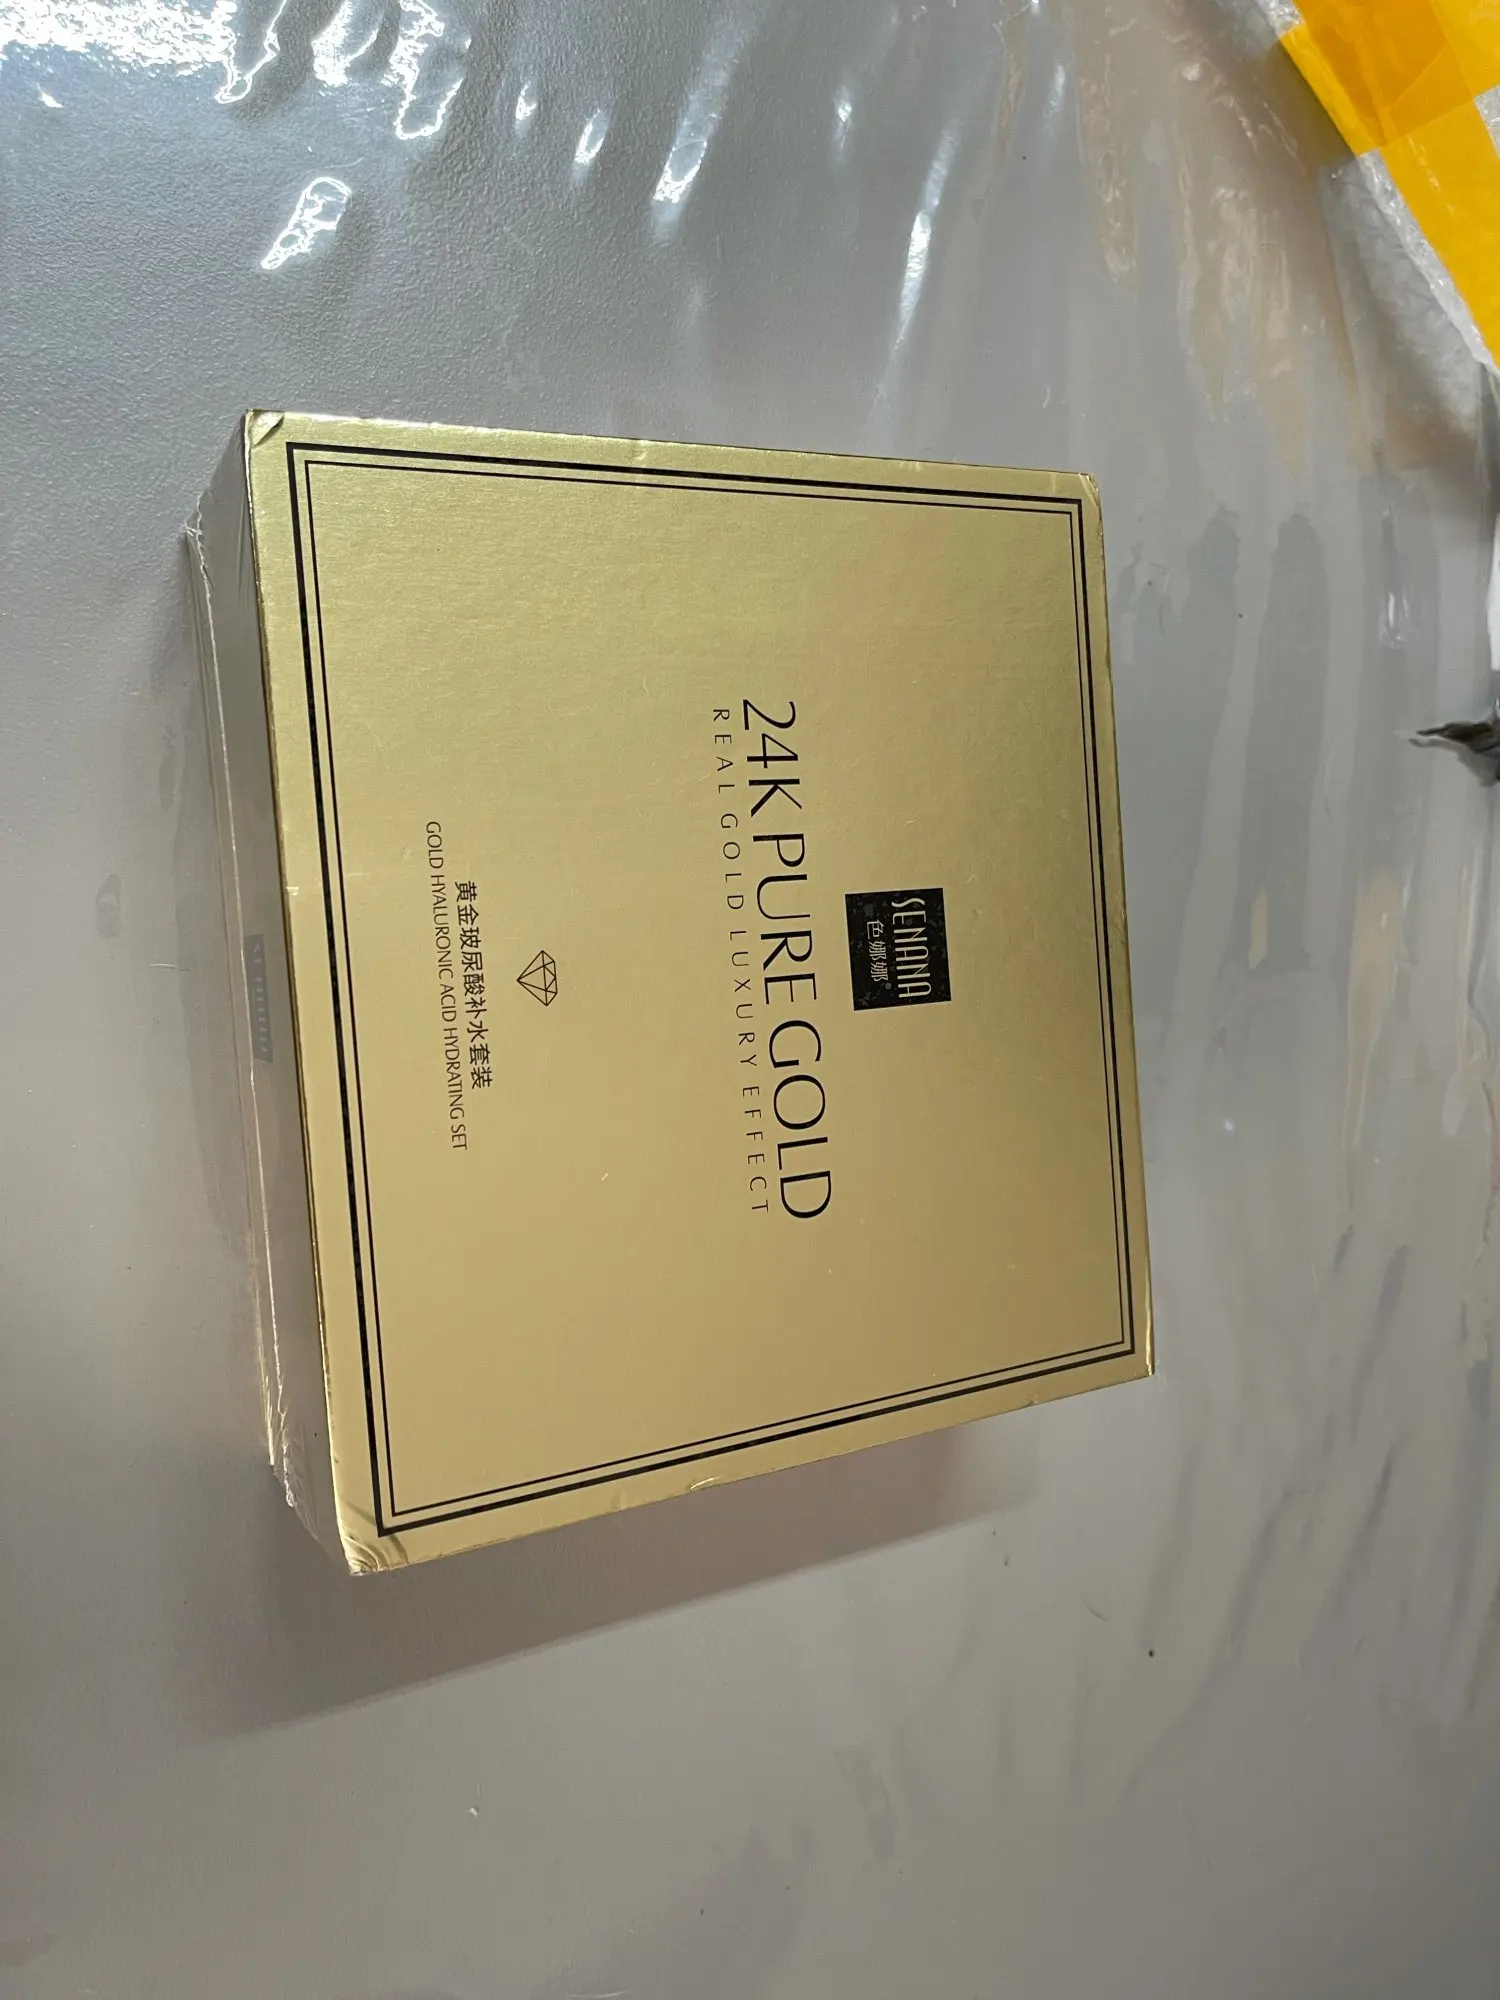 SENANA
色娜娜®
24K PURE GOLD
REAL GOLD LUXURY EFFECT
黄金玻尿酸补水套装
GOLD HYALURONIC ACID HYDRATING SET